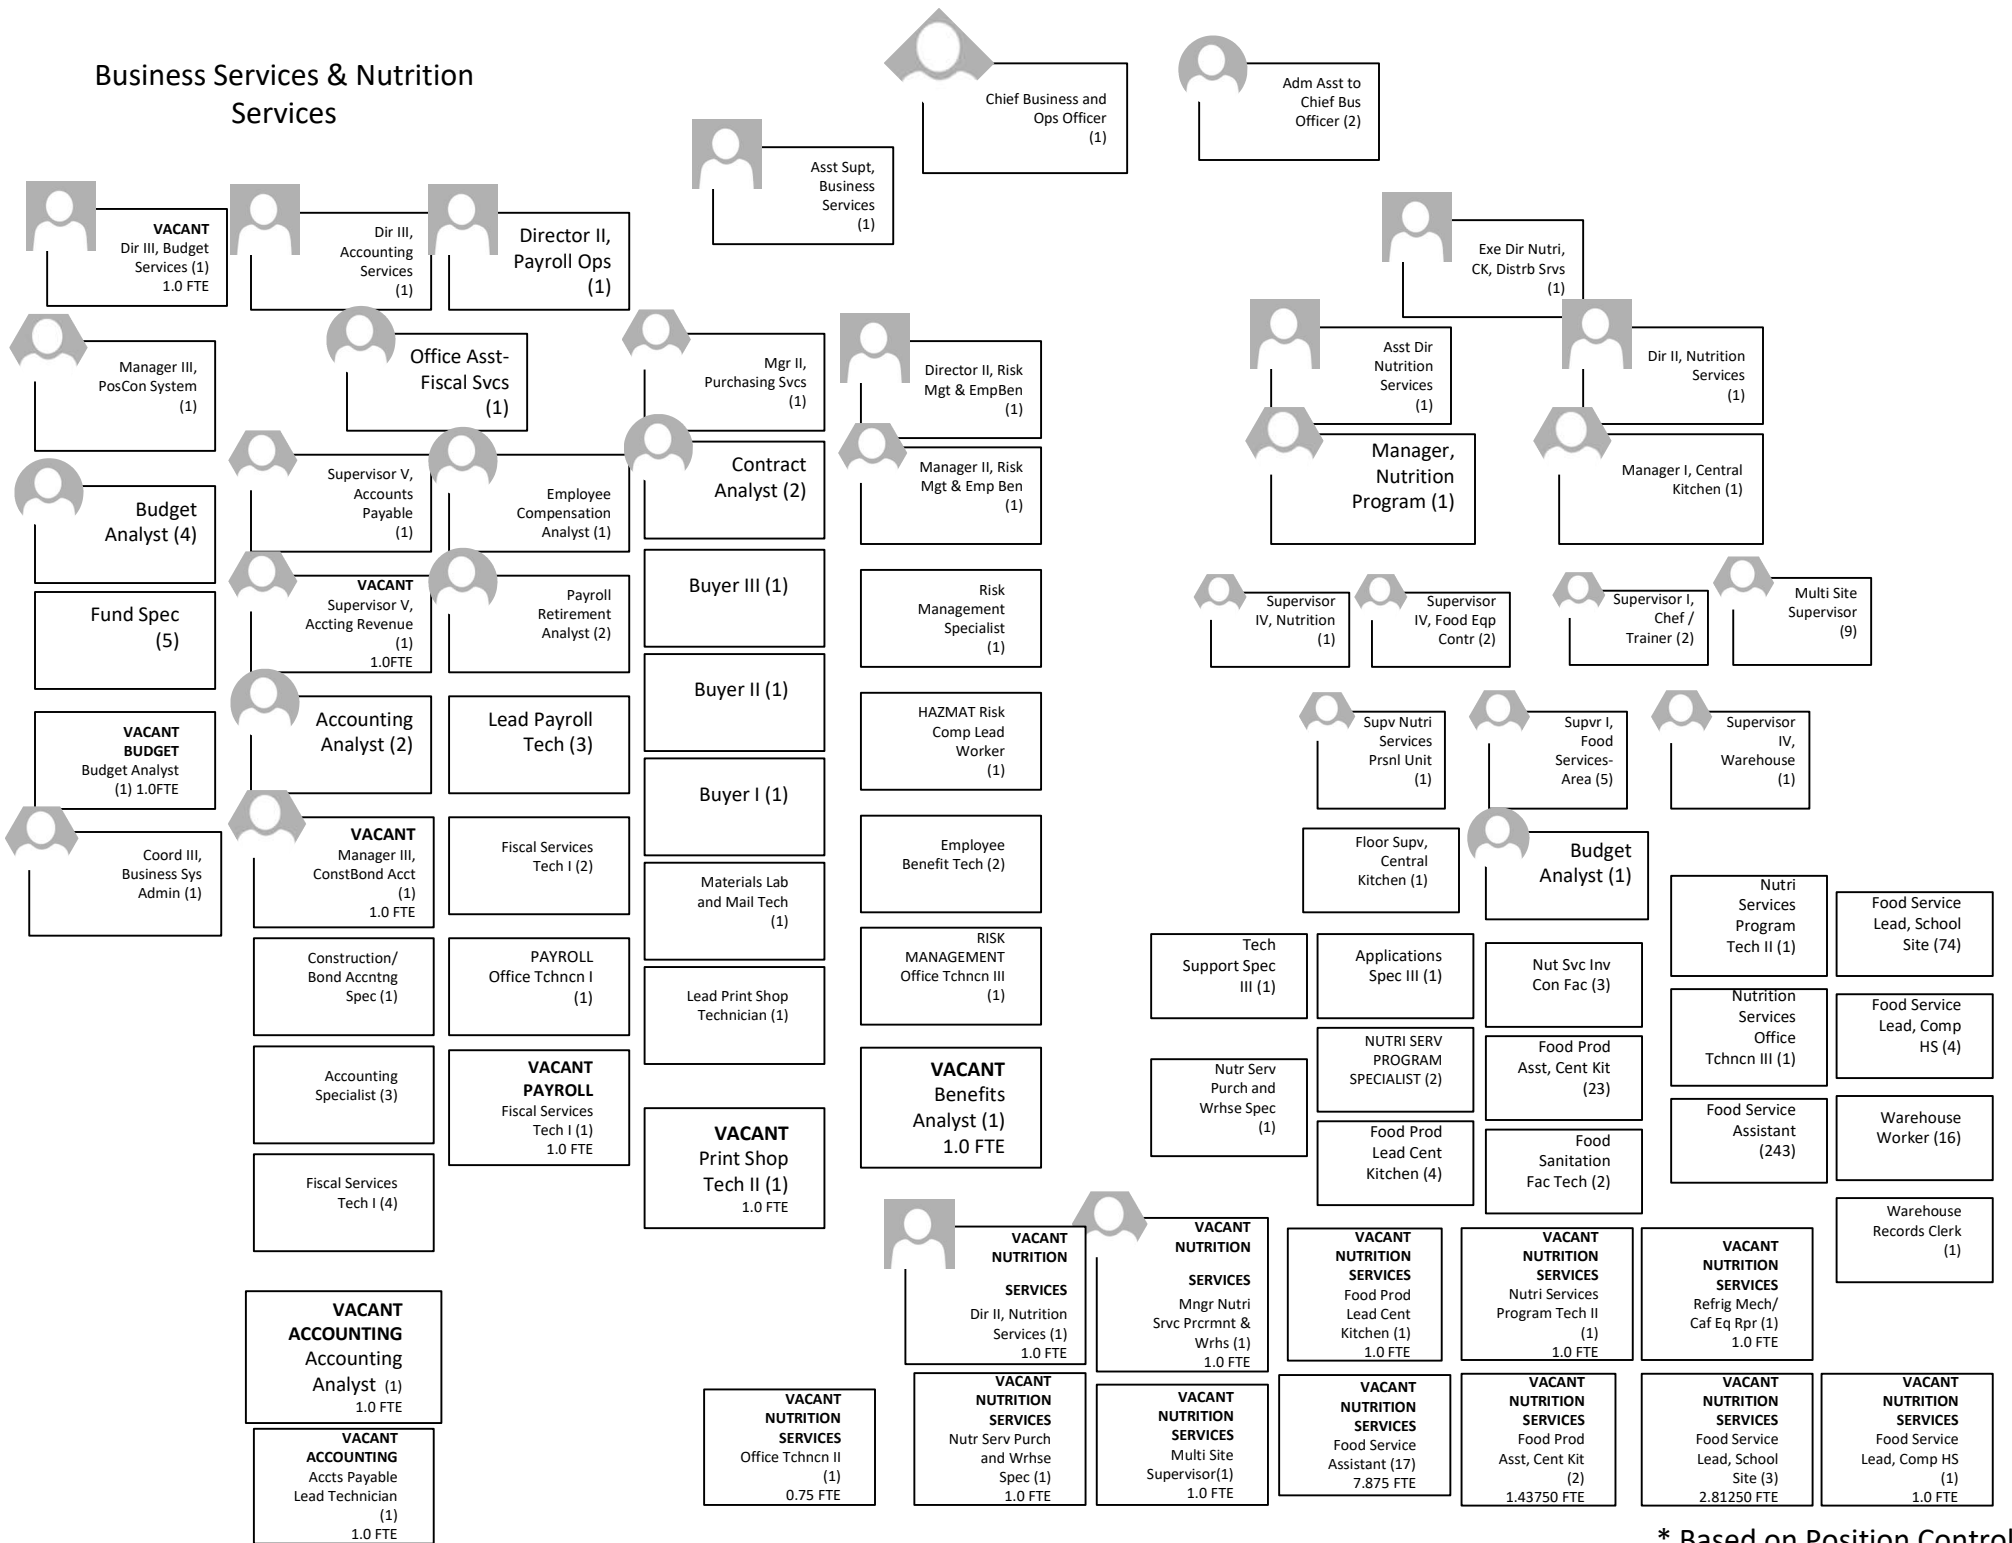 Business Services & Nutrition
Services
Chief Business and
Ops Officer
(1)
Adm Asst to
Chief Bus
Officer (2)
Asst Supt,
Business
Services
(1)
VACANT
Dir III, Budget
Services (1)
1.0 FTE
Dir III,
Accounting
Services
(1)
Director II,
Payroll Ops
(1)
Exe Dir Nutri,
CK, Distrb Srvs
(1)
Manager III,
PosCon System
(1)
Office Asst-
Fiscal Svcs
(1)
Mgr II,
Purchasing Svcs
(1)
Director II, Risk
Mgt & EmpBen
(1)
Asst Dir
Nutrition
Services
(1)
Dir II, Nutrition
Services
(1)
Budget
Analyst (4)
Supervisor V,
Accounts
Payable
(1)
Employee
Compensation
Analyst (1)
Contract
Analyst (2)
Manager II, Risk
Mgt & Emp Ben
(1)
Manager,
Nutrition
Program (1)
Manager I, Central
Kitchen (1)
Fund Spec
(5)
VACANT
Supervisor V,
Accting Revenue
(1)
1.0FTE
Payroll
Retirement
Analyst (2)
Buyer III (1)
Risk
Management
Specialist
(1)
Supervisor
IV, Nutrition
(1)
Supervisor
IV, Food Eqp
Contr (2)
Supervisor I,
Chef /
Trainer (2)
Multi Site
Supervisor
(9)
VACANT
BUDGET
Budget Analyst
(1) 1.0FTE
Accounting
Analyst (2)
Lead Payroll
Tech (3)
Buyer II (1)
HAZMAT Risk
Comp Lead
Worker
(1)
Supv Nutri
Services
Prsnl Unit
(1)
Supvr I,
Food
Services-
Area (5)
Supervisor
IV,
Warehouse
(1)
Coord III,
Business Sys
Admin (1)
VACANT
Manager III,
ConstBond Acct
(1)
1.0 FTE
Fiscal Services
Tech I (2)
Buyer I (1)
Employee
Benefit Tech (2)
Floor Supv,
Central
Kitchen (1)
Budget
Analyst (1)
Nutri
Services
Program
Tech II (1)
Food Service
Lead, School
Site (74)
Construction/
Bond Accntng
Spec (1)
PAYROLL
Office Tchncn I
(1)
Materials Lab
and Mail Tech
(1)
RISK
MANAGEMENT
Office Tchncn III
(1)
Tech
Support Spec
III (1)
Applications
Spec III (1)
Nut Svc Inv
Con Fac (3)
Nutrition
Services
Office
Tchncn III (1)
Food Service
Lead, Comp
HS (4)
Accounting
Specialist (3)
VACANT
PAYROLL
Fiscal Services
Tech I (1)
1.0 FTE
Lead Print Shop
Technician (1)
VACANT
Benefits
Analyst (1)
1.0 FTE
Nutr Serv
Purch and
Wrhse Spec
(1)
NUTRI SERV
PROGRAM
SPECIALIST (2)
Food Prod
Asst, Cent Kit
(23)
Food Service
Assistant
(243)
Warehouse
Worker (16)
Fiscal Services
Tech I (4)
VACANT
Print Shop
Tech II (1)
1.0 FTE
Food Prod
Lead Cent
Kitchen (4)
Food
Sanitation
Fac Tech (2)
Warehouse
Records Clerk
(1)
VACANT
ACCOUNTING
Accounting
Analyst (1)
1.0 FTE
VACANT
NUTRITION
SERVICES
Dir II, Nutrition
Services (1)
1.0 FTE
VACANT
NUTRITION
SERVICES
Mngr Nutri
Srvc Prcrmnt &
Wrhs (1)
1.0 FTE
VACANT
NUTRITION
SERVICES
Food Prod
Lead Cent
Kitchen (1)
1.0 FTE
VACANT
NUTRITION
SERVICES
Nutri Services
Program Tech II
(1)
1.0 FTE
VACANT
NUTRITION
SERVICES
Refrig Mech/
Caf Eq Rpr (1)
1.0 FTE
VACANT
ACCOUNTING
Accts Payable
Lead Technician
(1)
1.0 FTE
VACANT
NUTRITION
SERVICES
Office Tchncn II
(1)
0.75 FTE
VACANT
NUTRITION
SERVICES
Nutr Serv Purch
and Wrhse
Spec (1)
1.0 FTE
VACANT
NUTRITION
SERVICES
Multi Site
Supervisor(1)
1.0 FTE
VACANT
NUTRITION
SERVICES
Food Service
Assistant (17)
7.875 FTE
VACANT
NUTRITION
SERVICES
Food Prod
Asst, Cent Kit
(2)
1.43750 FTE
VACANT
NUTRITION
SERVICES
Food Service
Lead, School
Site (3)
2.81250 FTE
VACANT
NUTRITION
SERVICES
Food Service
Lead, Comp HS
(1)
1.0 FTE
* Based on Position Control